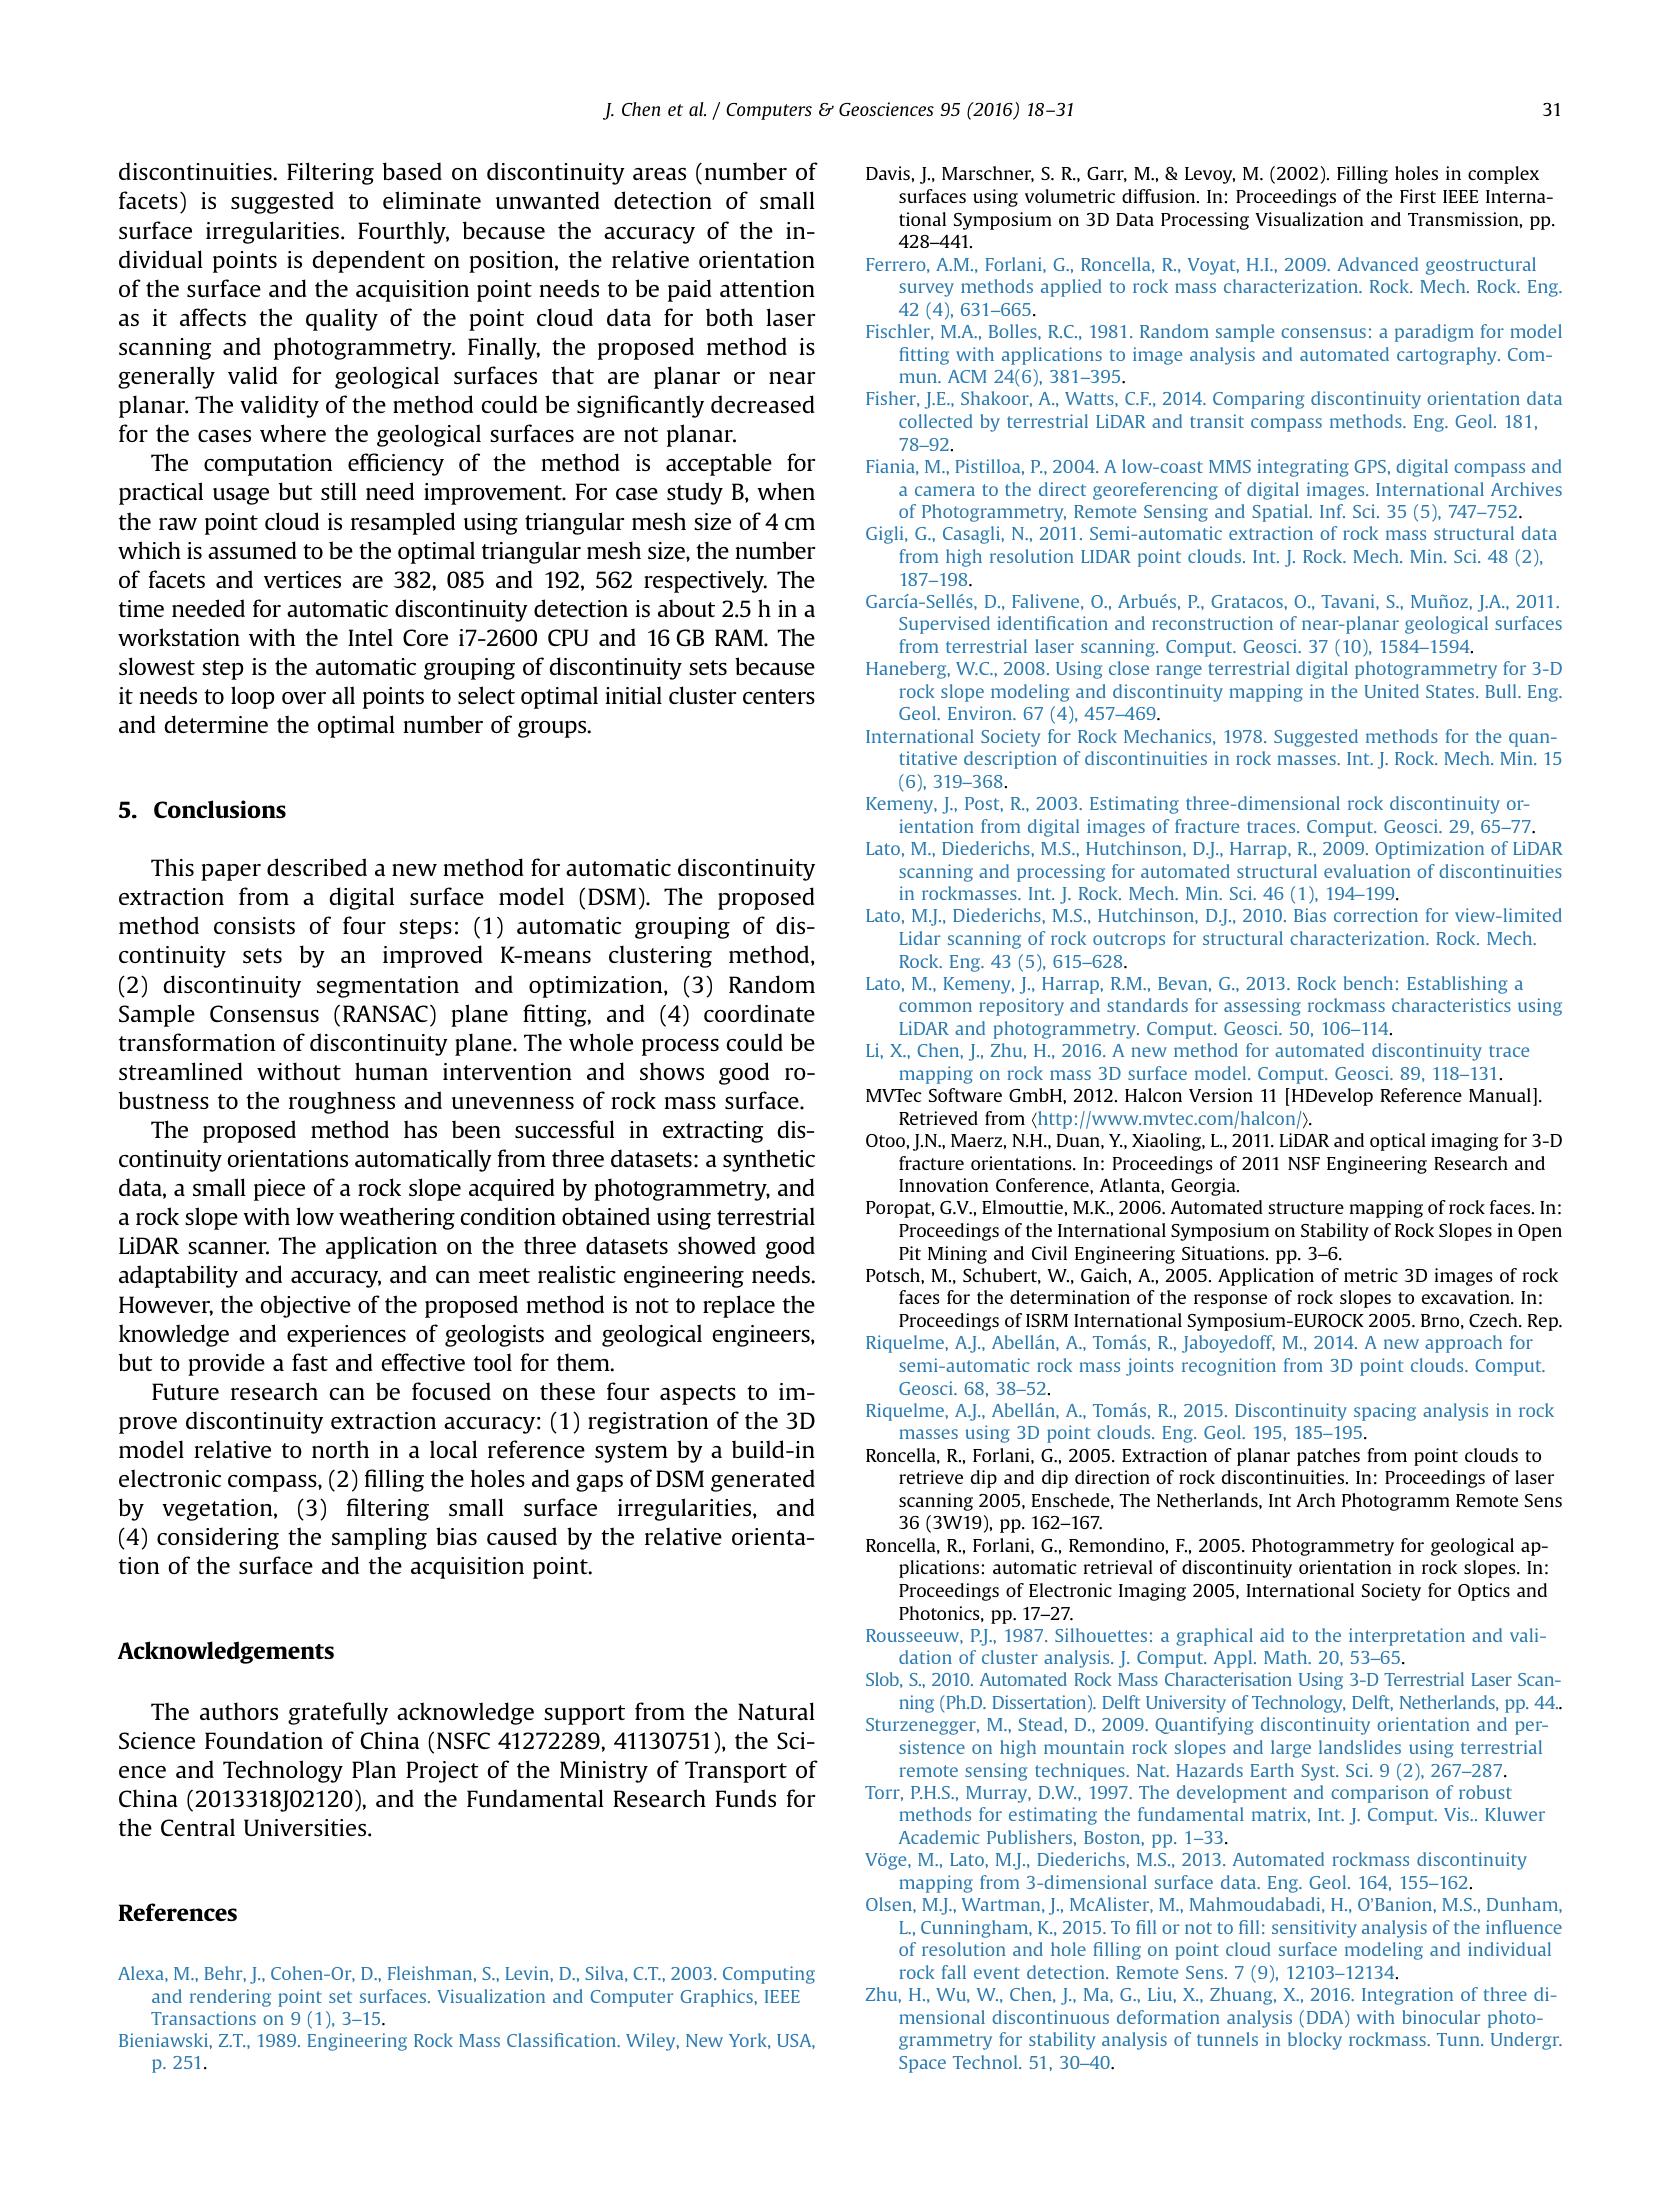 J. Chen et al. / Computers & Geosciences 95 (2016) 18–31
31
discontinuities. Filtering based on discontinuity areas (number of
facets) is suggested to eliminate unwanted detection of small
surface irregularities. Fourthly, because the accuracy of the in-
dividual points is dependent on position, the relative orientation
of the surface and the acquisition point needs to be paid attention
as it affects the quality of the point cloud data for both laser
scanning and photogrammetry. Finally, the proposed method is
generally valid for geological surfaces that are planar or near
planar. The validity of the method could be significantly decreased
for the cases where the geological surfaces are not planar.
The computation efficiency of the method is acceptable for
practical usage but still need improvement. For case study B, when
the raw point cloud is resampled using triangular mesh size of 4 cm
which is assumed to be the optimal triangular mesh size, the number
of facets and vertices are 382, 085 and 192, 562 respectively. The
time needed for automatic discontinuity detection is about 2.5 h in a
workstation with the Intel Core i7-2600 CPU and 16 GB RAM. The
slowest step is the automatic grouping of discontinuity sets because
it needs to loop over all points to select optimal initial cluster centers
and determine the optimal number of groups.
5. Conclusions
This paper described a new method for automatic discontinuity
extraction from a digital surface model (DSM). The proposed
method consists of four steps: (1) automatic grouping of dis-
continuity sets by an improved K-means clustering method,
(2) discontinuity segmentation and optimization, (3) Random
Sample Consensus (RANSAC) plane fitting, and (4) coordinate
transformation of discontinuity plane. The whole process could be
streamlined without human intervention and shows good ro-
bustness to the roughness and unevenness of rock mass surface.
The proposed method has been successful in extracting dis-
continuity orientations automatically from three datasets: a synthetic
data, a small piece of a rock slope acquired by photogrammetry, and
a rock slope with low weathering condition obtained using terrestrial
LiDAR scanner. The application on the three datasets showed good
adaptability and accuracy, and can meet realistic engineering needs.
However, the objective of the proposed method is not to replace the
knowledge and experiences of geologists and geological engineers,
but to provide a fast and effective tool for them.
Future research can be focused on these four aspects to im-
prove discontinuity extraction accuracy: (1) registration of the 3D
model relative to north in a local reference system by a build-in
electronic compass, (2) filling the holes and gaps of DSM generated
by vegetation, (3) filtering small surface irregularities, and
(4) considering the sampling bias caused by the relative orienta-
tion of the surface and the acquisition point.
Acknowledgements
The authors gratefully acknowledge support from the Natural
Science Foundation of China (NSFC 41272289, 41130751), the Sci-
ence and Technology Plan Project of the Ministry of Transport of
China (2013318J02120), and the Fundamental Research Funds for
the Central Universities.
References
Alexa, M., Behr, J., Cohen-Or, D., Fleishman, S., Levin, D., Silva, C.T., 2003. Computing
and rendering point set surfaces. Visualization and Computer Graphics, IEEE
Transactions on 9 (1), 3–15.
Bieniawski, Z.T., 1989. Engineering Rock Mass Classification. Wiley, New York, USA,
p. 251.
Davis, J., Marschner, S. R., Garr, M., & Levoy, M. (2002). Filling holes in complex
surfaces using volumetric diffusion. In: Proceedings of the First IEEE Interna-
tional Symposium on 3D Data Processing Visualization and Transmission, pp.
428–441.
Ferrero, A.M., Forlani, G., Roncella, R., Voyat, H.I., 2009. Advanced geostructural
survey methods applied to rock mass characterization. Rock. Mech. Rock. Eng.
42 (4), 631–665.
Fischler, M.A., Bolles, R.C., 1981. Random sample consensus: a paradigm for model
fitting with applications to image analysis and automated cartography. Com-
mun. ACM 24(6), 381–395.
Fisher, J.E., Shakoor, A., Watts, C.F., 2014. Comparing discontinuity orientation data
collected by terrestrial LiDAR and transit compass methods. Eng. Geol. 181,
78–92.
Fiania, M., Pistilloa, P., 2004. A low-coast MMS integrating GPS, digital compass and
a camera to the direct georeferencing of digital images. International Archives
of Photogrammetry, Remote Sensing and Spatial. Inf. Sci. 35 (5), 747–752.
Gigli, G., Casagli, N., 2011. Semi-automatic extraction of rock mass structural data
from high resolution LIDAR point clouds. Int. J. Rock. Mech. Min. Sci. 48 (2),
187–198.
García-Sellés, D., Falivene, O., Arbués, P., Gratacos, O., Tavani, S., Muñoz, J.A., 2011.
Supervised identification and reconstruction of near-planar geological surfaces
from terrestrial laser scanning. Comput. Geosci. 37 (10), 1584–1594.
Haneberg, W.C., 2008. Using close range terrestrial digital photogrammetry for 3-D
rock slope modeling and discontinuity mapping in the United States. Bull. Eng.
Geol. Environ. 67 (4), 457–469.
International Society for Rock Mechanics, 1978. Suggested methods for the quan-
titative description of discontinuities in rock masses. Int. J. Rock. Mech. Min. 15
(6), 319–368.
Kemeny, J., Post, R., 2003. Estimating three-dimensional rock discontinuity or-
ientation from digital images of fracture traces. Comput. Geosci. 29, 65–77.
Lato, M., Diederichs, M.S., Hutchinson, D.J., Harrap, R., 2009. Optimization of LiDAR
scanning and processing for automated structural evaluation of discontinuities
in rockmasses. Int. J. Rock. Mech. Min. Sci. 46 (1), 194–199.
Lato, M.J., Diederichs, M.S., Hutchinson, D.J., 2010. Bias correction for view-limited
Lidar scanning of rock outcrops for structural characterization. Rock. Mech.
Rock. Eng. 43 (5), 615–628.
Lato, M., Kemeny, J., Harrap, R.M., Bevan, G., 2013. Rock bench: Establishing a
common repository and standards for assessing rockmass characteristics using
LiDAR and photogrammetry. Comput. Geosci. 50, 106–114.
Li, X., Chen, J., Zhu, H., 2016. A new method for automated discontinuity trace
mapping on rock mass 3D surface model. Comput. Geosci. 89, 118–131.
MVTec Software GmbH, 2012. Halcon Version 11 [HDevelop Reference Manual].
Retrieved from 〈http://www.mvtec.com/halcon/〉.
Otoo, J.N., Maerz, N.H., Duan, Y., Xiaoling, L., 2011. LiDAR and optical imaging for 3-D
fracture orientations. In: Proceedings of 2011 NSF Engineering Research and
Innovation Conference, Atlanta, Georgia.
Poropat, G.V., Elmouttie, M.K., 2006. Automated structure mapping of rock faces. In:
Proceedings of the International Symposium on Stability of Rock Slopes in Open
Pit Mining and Civil Engineering Situations. pp. 3–6.
Potsch, M., Schubert, W., Gaich, A., 2005. Application of metric 3D images of rock
faces for the determination of the response of rock slopes to excavation. In:
Proceedings of ISRM International Symposium-EUROCK 2005. Brno, Czech. Rep.
Riquelme, A.J., Abellán, A., Tomás, R., Jaboyedoff, M., 2014. A new approach for
semi-automatic rock mass joints recognition from 3D point clouds. Comput.
Geosci. 68, 38–52.
Riquelme, A.J., Abellán, A., Tomás, R., 2015. Discontinuity spacing analysis in rock
masses using 3D point clouds. Eng. Geol. 195, 185–195.
Roncella, R., Forlani, G., 2005. Extraction of planar patches from point clouds to
retrieve dip and dip direction of rock discontinuities. In: Proceedings of laser
scanning 2005, Enschede, The Netherlands, Int Arch Photogramm Remote Sens
36 (3W19), pp. 162–167.
Roncella, R., Forlani, G., Remondino, F., 2005. Photogrammetry for geological ap-
plications: automatic retrieval of discontinuity orientation in rock slopes. In:
Proceedings of Electronic Imaging 2005, International Society for Optics and
Photonics, pp. 17–27.
Rousseeuw, P.J., 1987. Silhouettes: a graphical aid to the interpretation and vali-
dation of cluster analysis. J. Comput. Appl. Math. 20, 53–65.
Slob, S., 2010. Automated Rock Mass Characterisation Using 3-D Terrestrial Laser Scan-
ning (Ph.D. Dissertation). Delft University of Technology, Delft, Netherlands, pp. 44..
Sturzenegger, M., Stead, D., 2009. Quantifying discontinuity orientation and per-
sistence on high mountain rock slopes and large landslides using terrestrial
remote sensing techniques. Nat. Hazards Earth Syst. Sci. 9 (2), 267–287.
Torr, P.H.S., Murray, D.W., 1997. The development and comparison of robust
methods for estimating the fundamental matrix, Int. J. Comput. Vis.. Kluwer
Academic Publishers, Boston, pp. 1–33.
Vöge, M., Lato, M.J., Diederichs, M.S., 2013. Automated rockmass discontinuity
mapping from 3-dimensional surface data. Eng. Geol. 164, 155–162.
Olsen, M.J., Wartman, J., McAlister, M., Mahmoudabadi, H., O'Banion, M.S., Dunham,
L., Cunningham, K., 2015. To fill or not to fill: sensitivity analysis of the influence
of resolution and hole filling on point cloud surface modeling and individual
rock fall event detection. Remote Sens. 7 (9), 12103–12134.
Zhu, H., Wu, W., Chen, J., Ma, G., Liu, X., Zhuang, X., 2016. Integration of three di-
mensional discontinuous deformation analysis (DDA) with binocular photo-
grammetry for stability analysis of tunnels in blocky rockmass. Tunn. Undergr.
Space Technol. 51, 30–40.